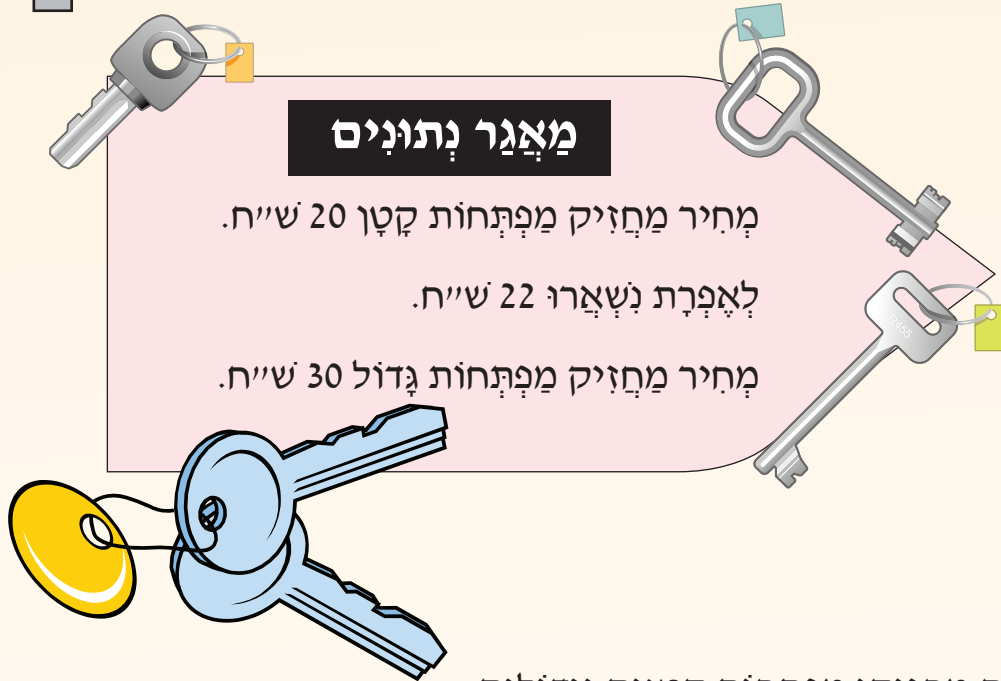 מַאֲגַר נְתוּנִים
מְחִיר מַחֲזִיק מַפְתְּחוֹת קָטָן 20 שׁ״ח.
לְאֶפְרָת נִשְׁאֲרוּ 22 שׁ״ח.
מְחִיר מַחֲזִיק מַפְתְּחוֹת גָּדוֹל 30 שׁ״ח.